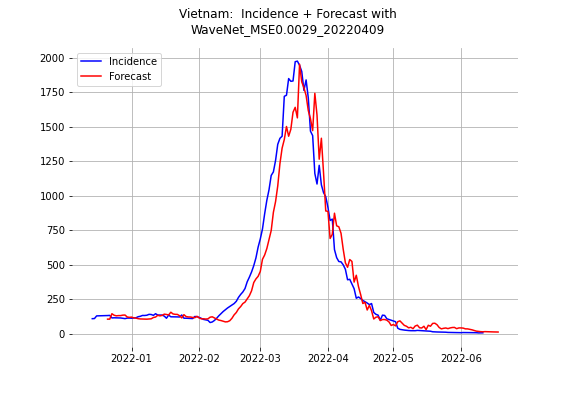 Vietnam:  Incidence + Forecast with
WaveNet_MSE0.0029_20220409
Incidence
Forecast
2000
1750
1500
1250
1000
750
500
250
0
2022-01 2022-02 2022-03 2022-04 2022-05 2022-06